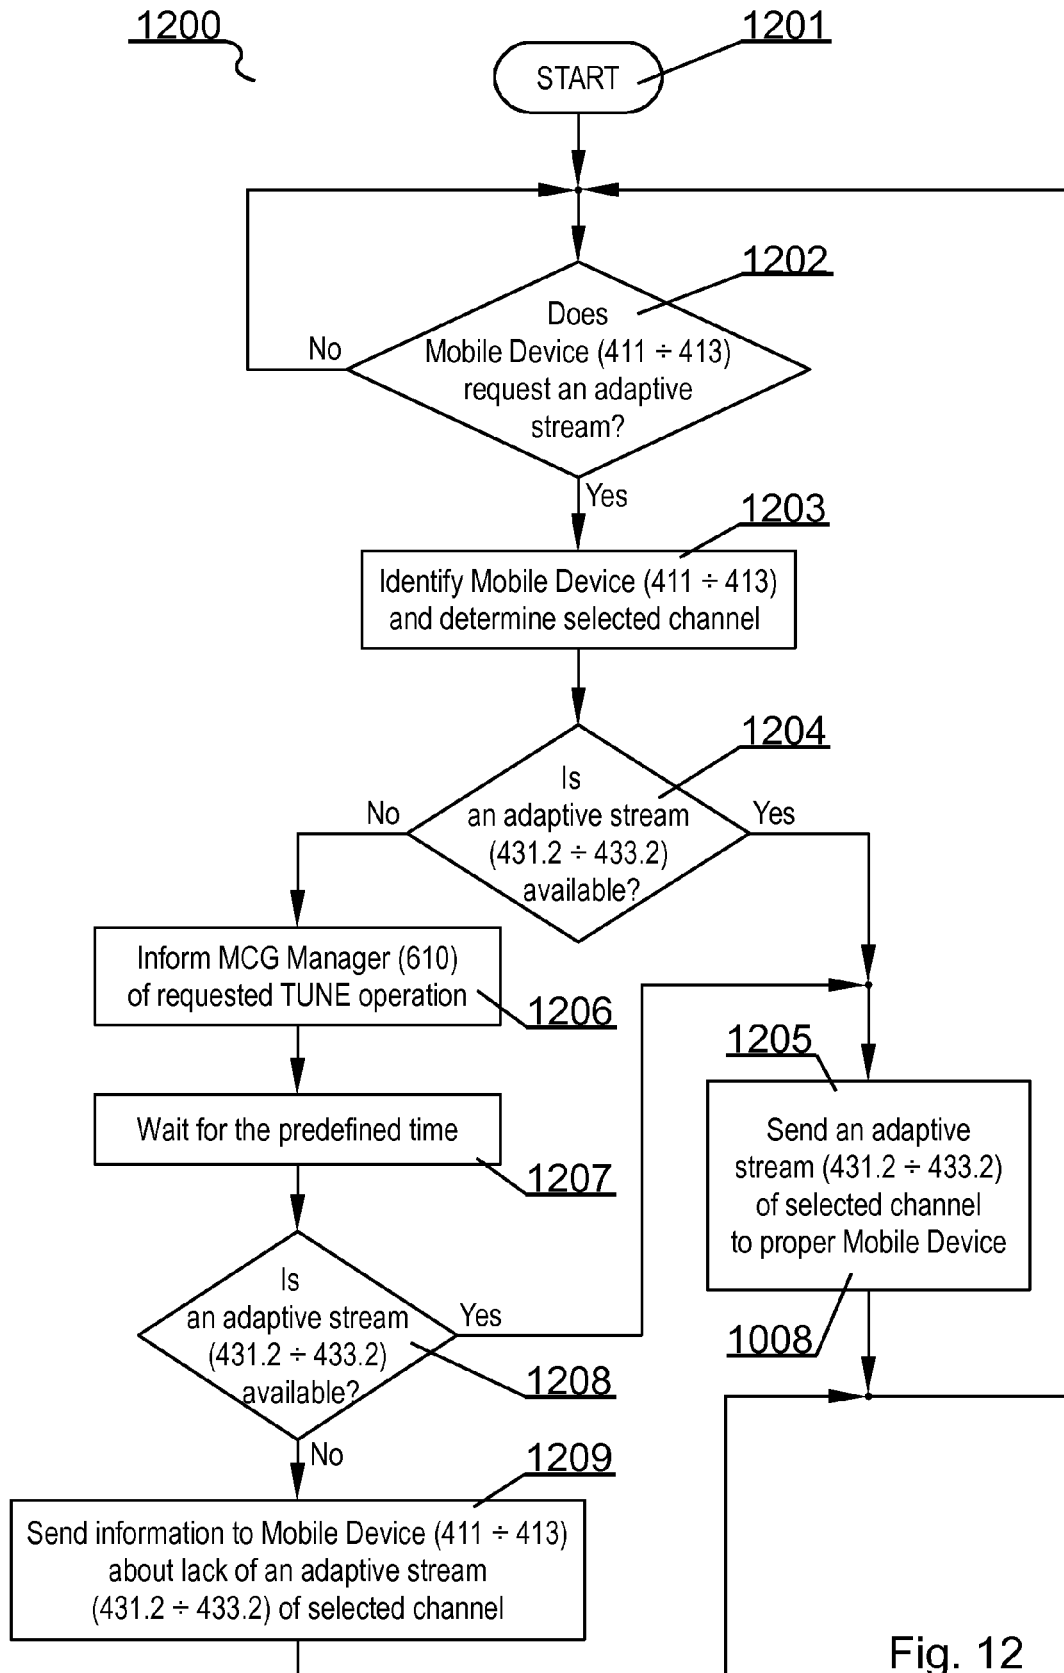 1200
1201
START
1202
Does
Mobile Device (411 ÷ 413)
request an adaptive
stream?
No
Yes
1203
Identify Mobile Device (411 ÷ 413)
and determine selected channel
1204
Is
an adaptive stream
(431.2 ÷ 433.2)
available?
No
Yes
Inform MCG Manager (610)
of requested TUNE operation
1206
1205
Send an adaptive
stream (431.2 ÷ 433.2)
of selected channel
to proper Mobile Device
1008
Wait for the predefined time
1207
Is
an adaptive stream
(431.2 ÷ 433.2)
available?
Yes
1208
No
1209
Send information to Mobile Device (411 ÷ 413)
about lack of an adaptive stream
(431.2 ÷ 433.2) of selected channel
Fig. 12